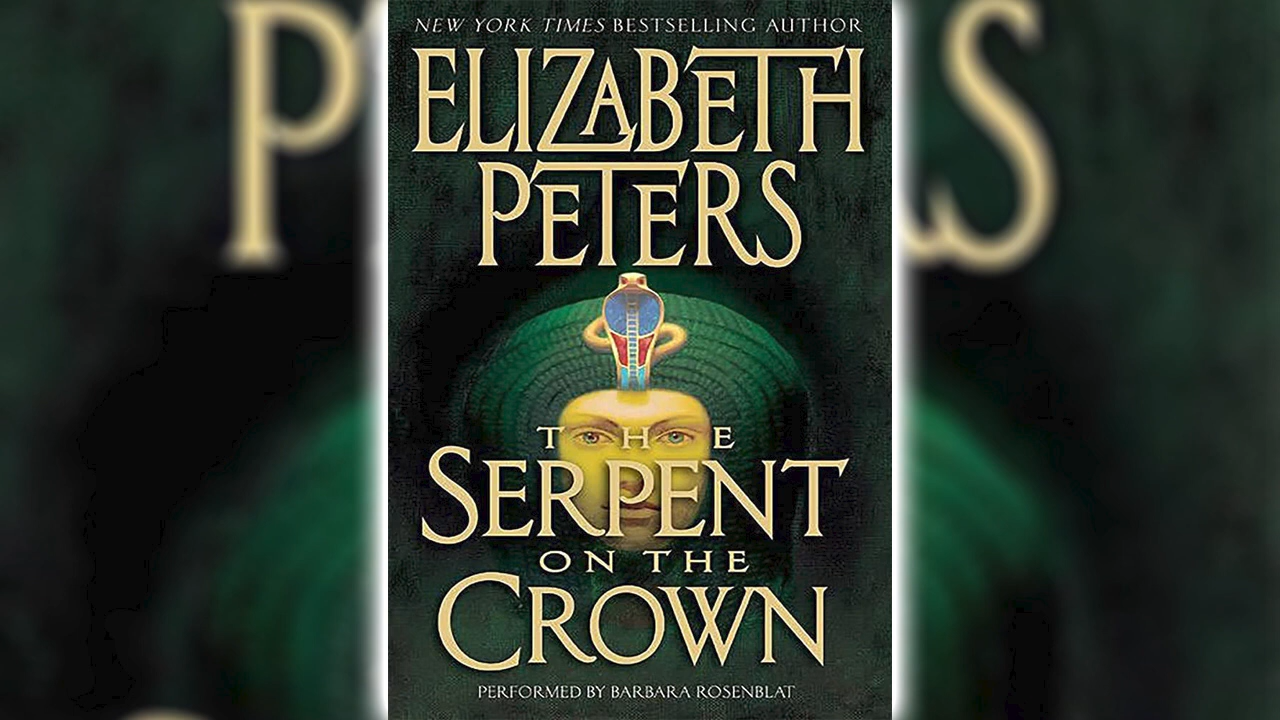 NEW YORK TIMES BESTSELLING AUTHOR
ELIZABETH
PETERS
THE
SERPENT
ON THE
CROWN
PERFORMED BY BARBARA ROSENBLAT